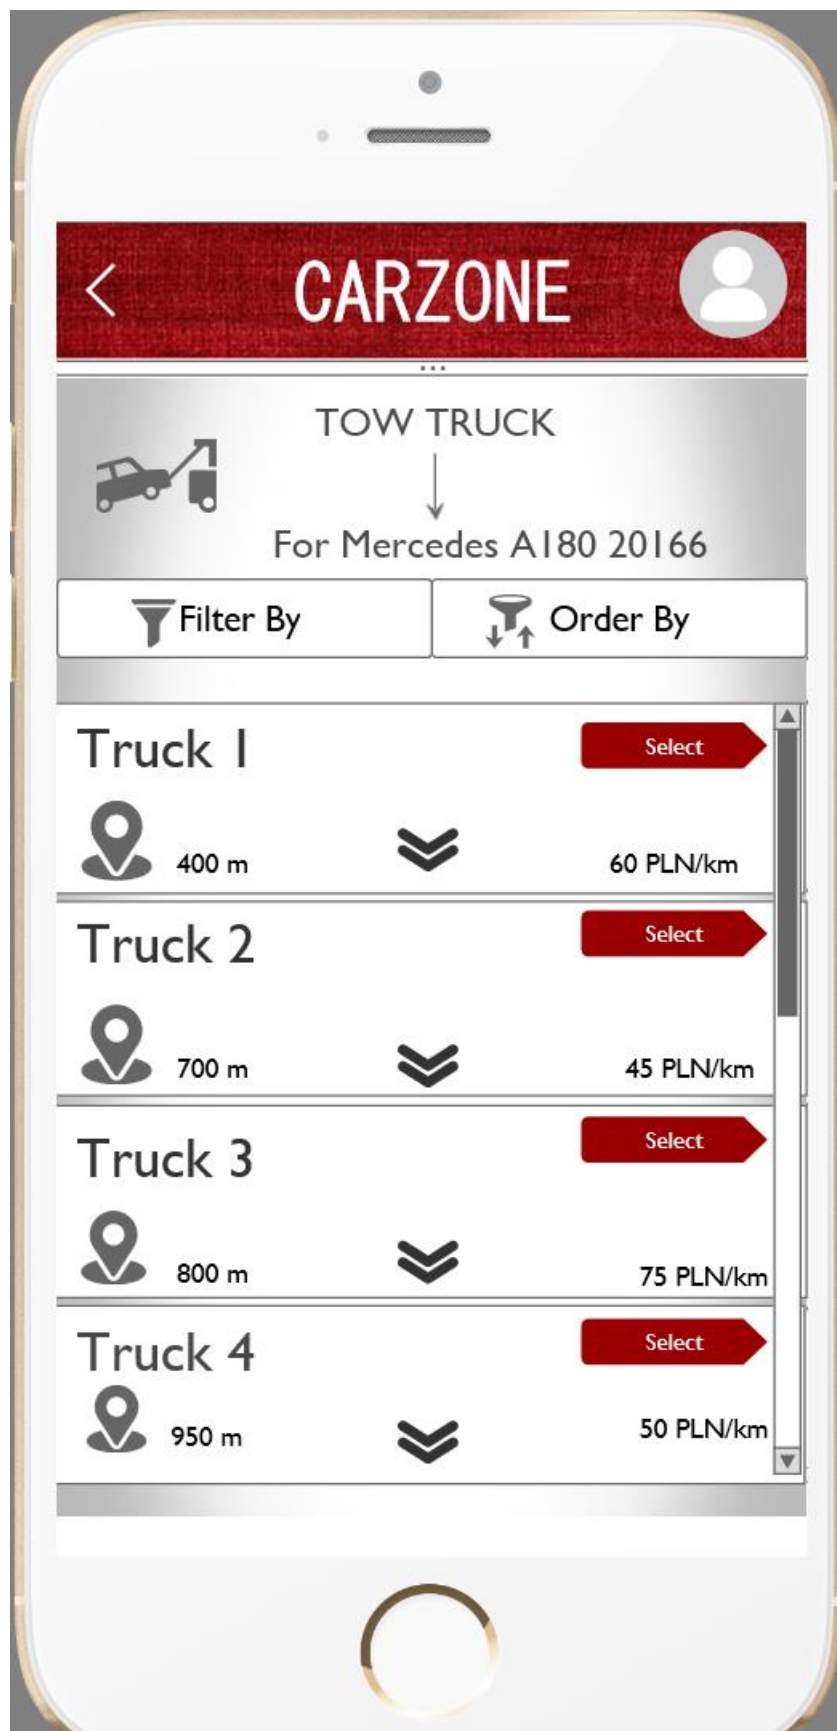 CARZONE
...
TOW TRUCK
For Mercedes A180 20166
Filter By
Order By
Truck 1
Select
400 m
60 PLN/km
Truck 2
Select
700 m
45 PLN/km
Truck 3
Select
800 m
75 PLN/km
Truck 4
Select
950 m
50 PLN/km